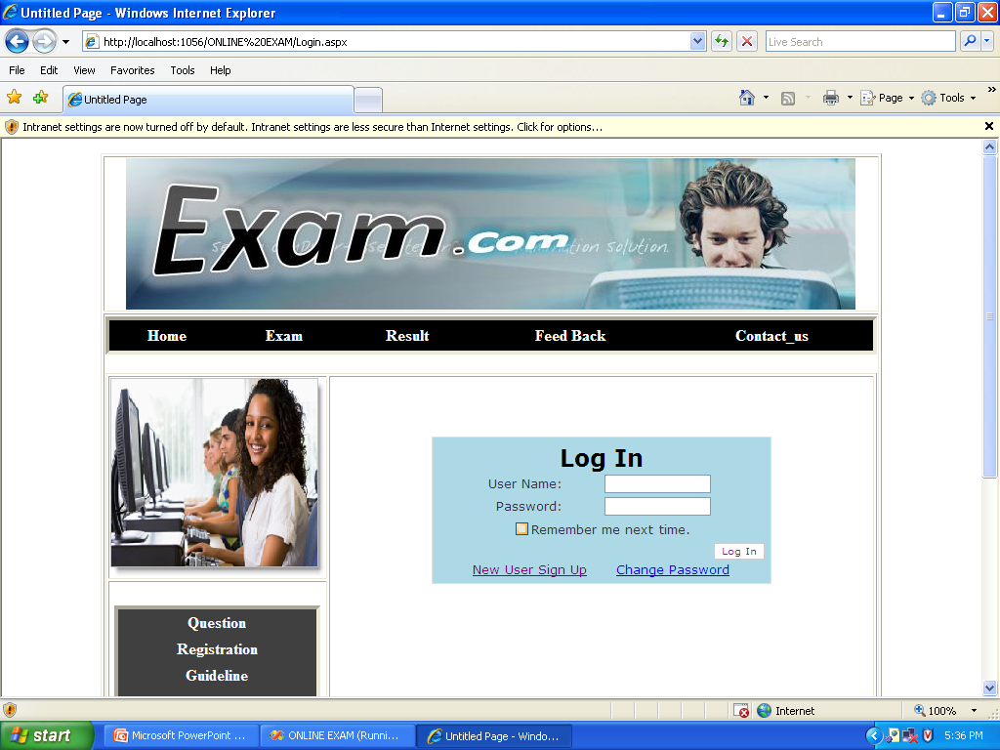 Untitled Page - Windows Internet Explorer
http://localhost:1056/ONLINE%20EXAM/Login.aspx
Live Search
File Edit View Favorites Tools Help
Untitled Page
Page Tools
Intranet settings are now turned off by default. Intranet settings are less secure than Internet settings. Click for options...
Exam.com
solution.
Home Exam Result Feed Back Contact_us
Log In
User Name:
Password:
Remember me next time.
Log In
New User Sign Up Change Password
Question
Registration
Guideline
Internet
100%
start
Microsoft PowerPoint ...
ONLINE EXAM (Runni...
Untitled Page - Windo...
5:36 PM